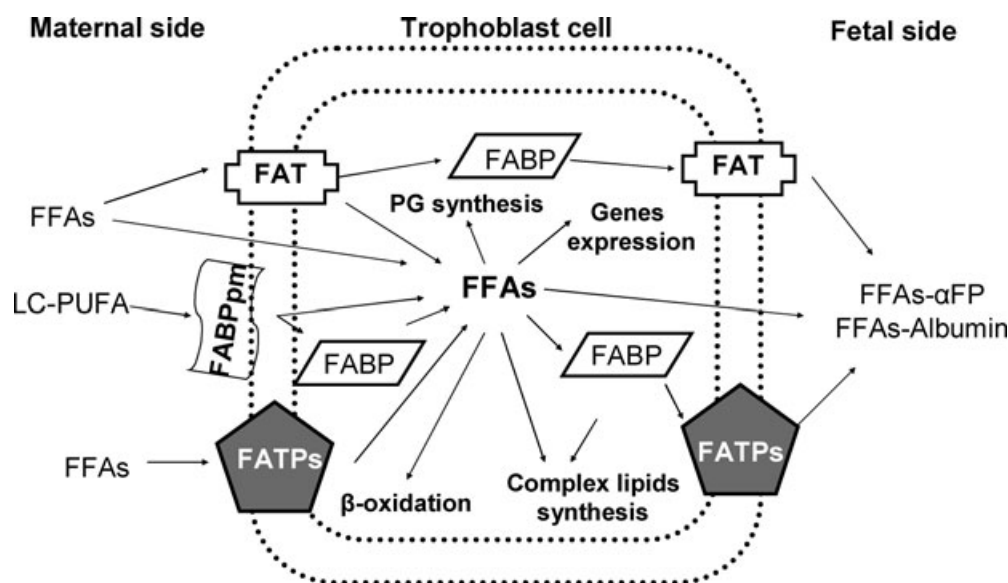 Maternal side
Trophoblast cell
Fetal side
FAT
FABP
FAT
FFAs
PG synthesis
Genes
expression
FFAs
LC-PUFA
FABPpm
FABP
FABP
FFAs-αFP
FFAs-Albumin
FFAs
FATPs
FATPs
β-oxidation
Complex lipids
synthesis